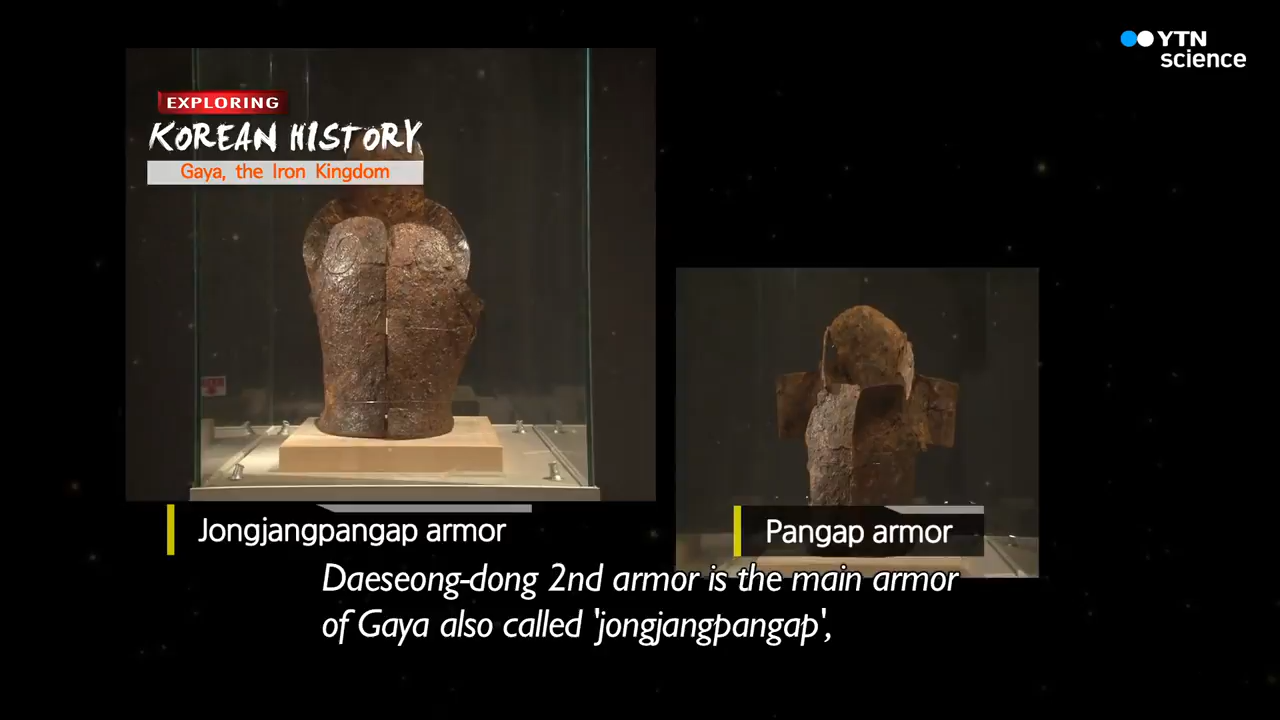 YTN
science
EXPLORING
KOREAN HISTORY
Gaya, the Iron Kingdom
Jongjangpangap armor
Pangap armor
Daeseong-dong 2nd armor is the main armor
of Gaya also called 'jongjangpangap',